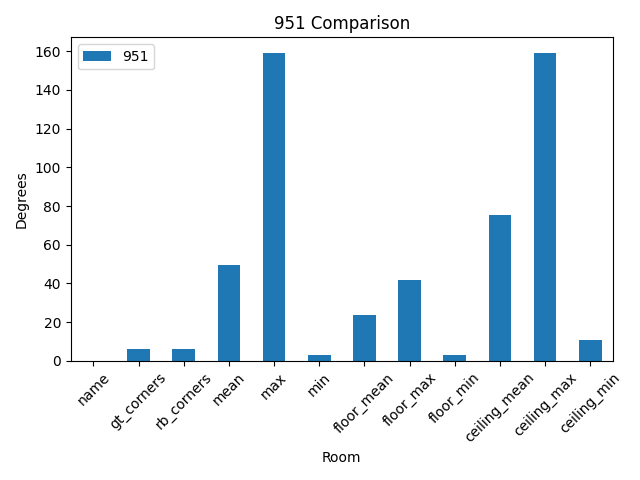 951 Comparison
951
Degrees
160
140
120
100
80
60
40
20
0
name
gt_corners
rb_corners
mean
max
min
floor_mean
floor_max
floor_min
ceiling_mean
ceiling_max
ceiling_min
Room